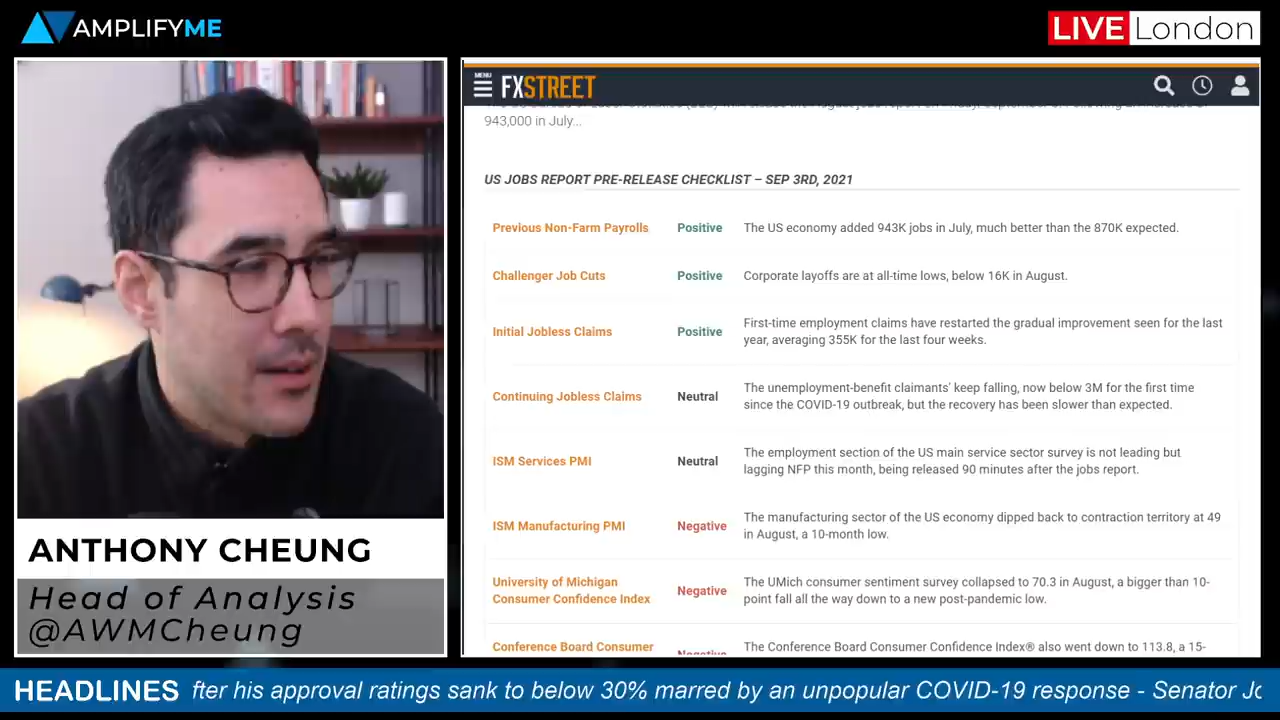 AMPLIFYME
LIVE London
MENU
FXSTREET
943,000 in July...
US JOBS REPORT PRE-RELEASE CHECKLIST – SEP 3RD, 2021
Previous Non-Farm Payrolls Positive The US economy added 943K jobs in July, much better than the 870K expected.
Challenger Job Cuts Positive Corporate layoffs are at all-time lows, below 16K in August.
Initial Jobless Claims Positive First-time employment claims have restarted the gradual improvement seen for the last
year, averaging 355K for the last four weeks.
Continuing Jobless Claims Neutral The unemployment-benefit claimants' keep falling, now below 3M for the first time
since the COVID-19 outbreak, but the recovery has been slower than expected.
ISM Services PMI Neutral The employment section of the US main service sector survey is not leading but
lagging NFP this month, being released 90 minutes after the jobs report.
ISM Manufacturing PMI Negative The manufacturing sector of the US economy dipped back to contraction territory at 49
in August, a 10-month low.
University of Michigan
Consumer Confidence Index Negative The UMich consumer sentiment survey collapsed to 70.3 in August, a bigger than 10-
point fall all the way down to a new post-pandemic low.
Conference Board Consumer Negative The Conference Board Consumer Confidence Index® also went down to 113.8, a 15-
ANTHONY CHEUNG
Head of Analysis
@AWMCheung
HEADLINES fter his approval ratings sank to below 30% marred by an unpopular COVID-19 response - Senator Jo